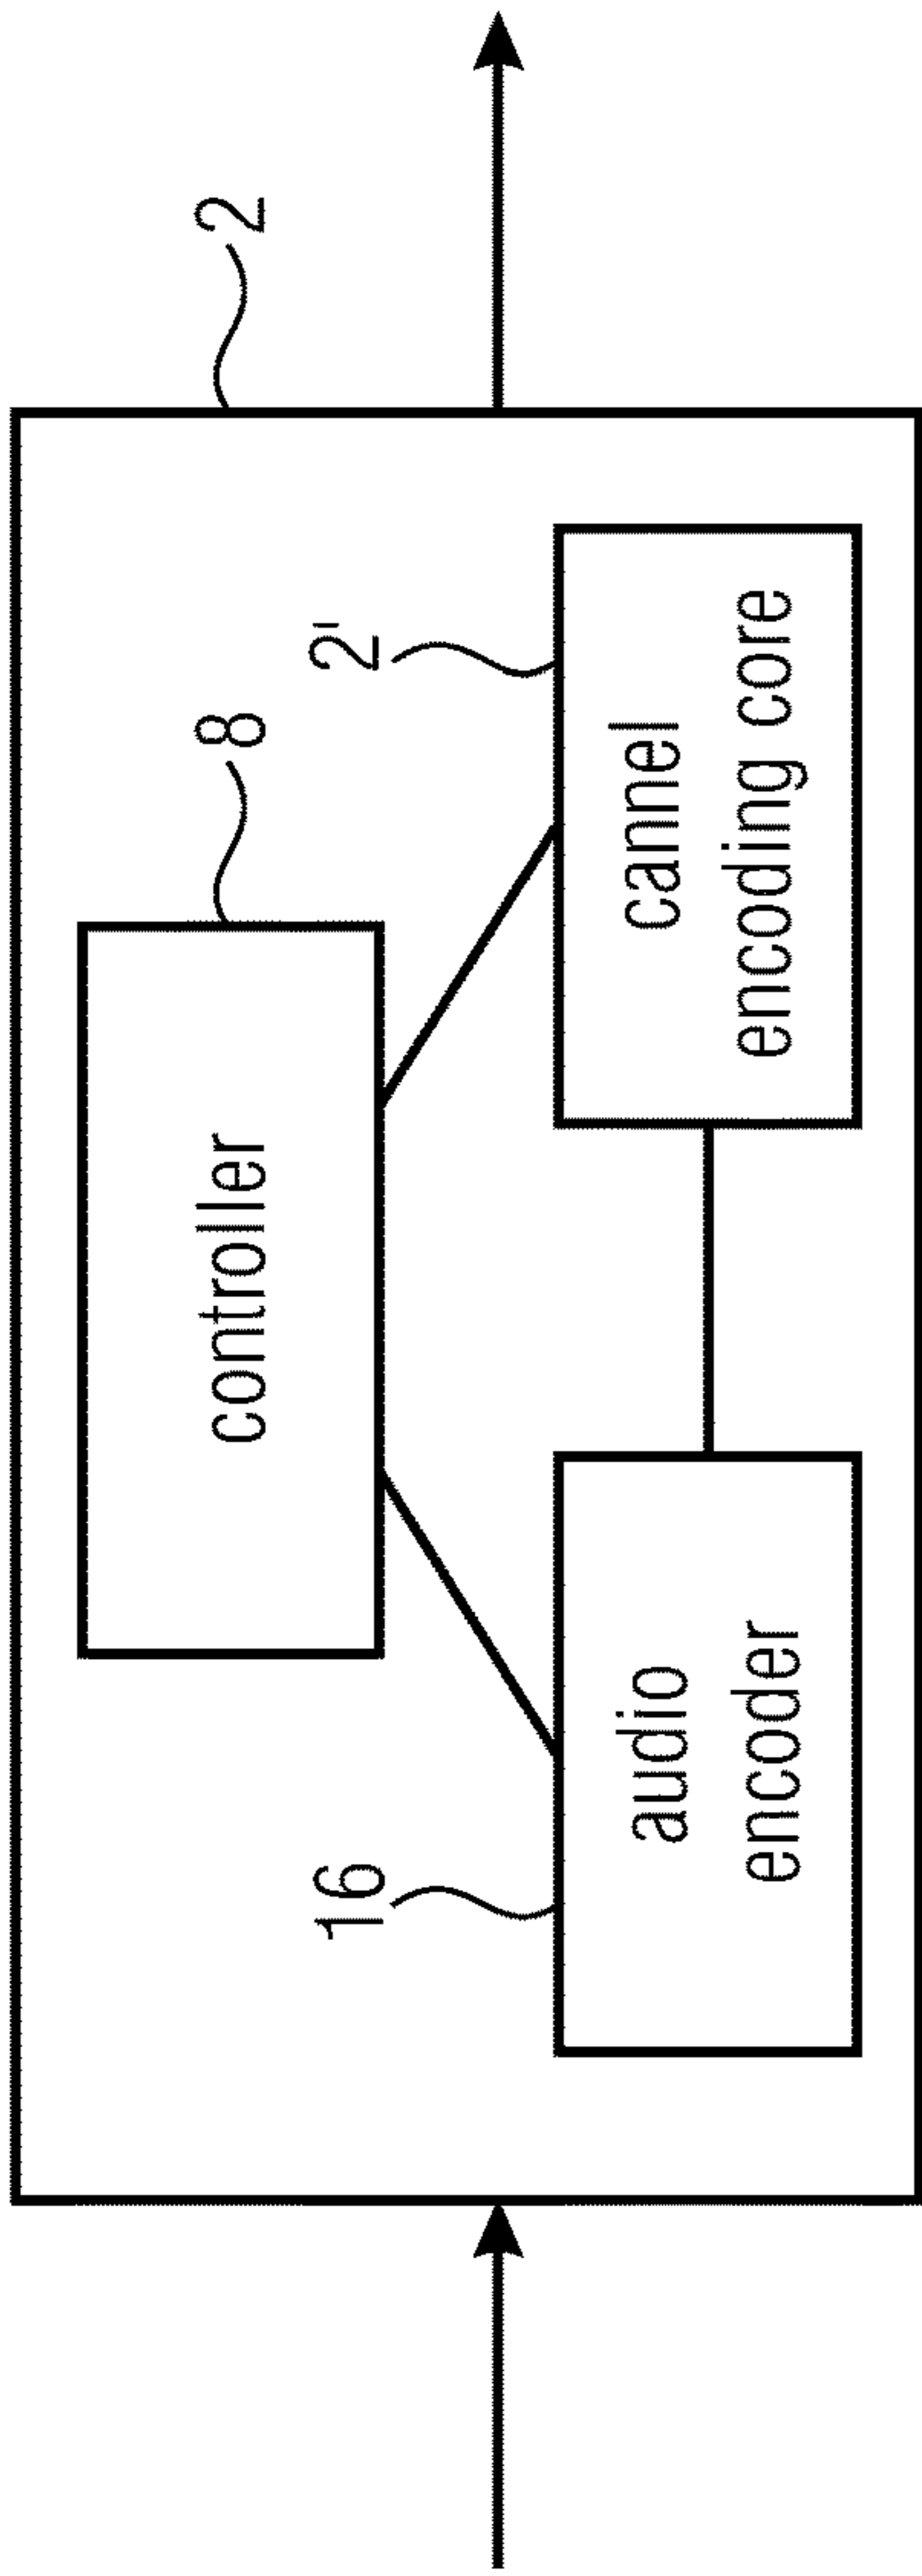 2
8
controller
2'
16
audio
encoder
cannel
encoding core